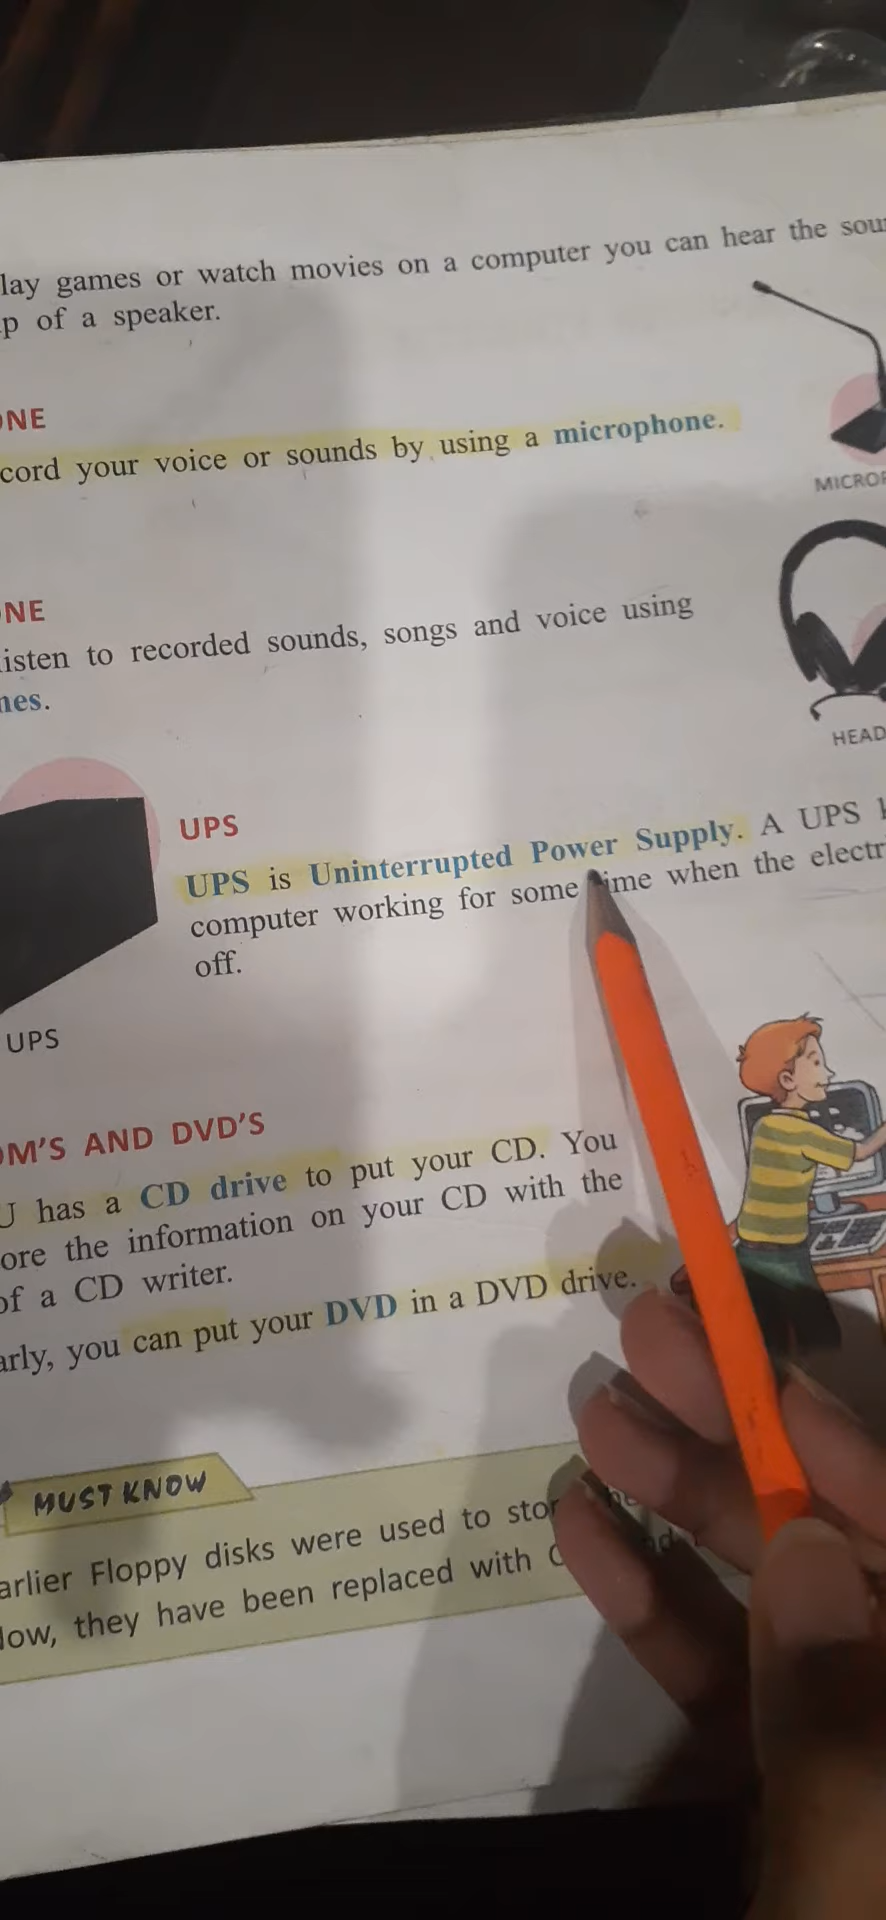 lay games or watch movies on a computer you can hear the
p of a speaker.
ONE
cord your voice or sounds by using a microphone.
MICROP
NE
isten to recorded sounds, songs and voice using
nes.
HEAD
UPS
UPS is Uninterrupted Power Supply. A UPS
computer working for some time when the electr
off.
UPS
OM'S AND DVD'S
U has a CD drive to put your CD. You
ore the information on your CD with the
of a CD writer.
arly, you can put your DVD in a DVD drive.
MUST KNOW
arlier Floppy disks were used to stor
low, they have been replaced with C